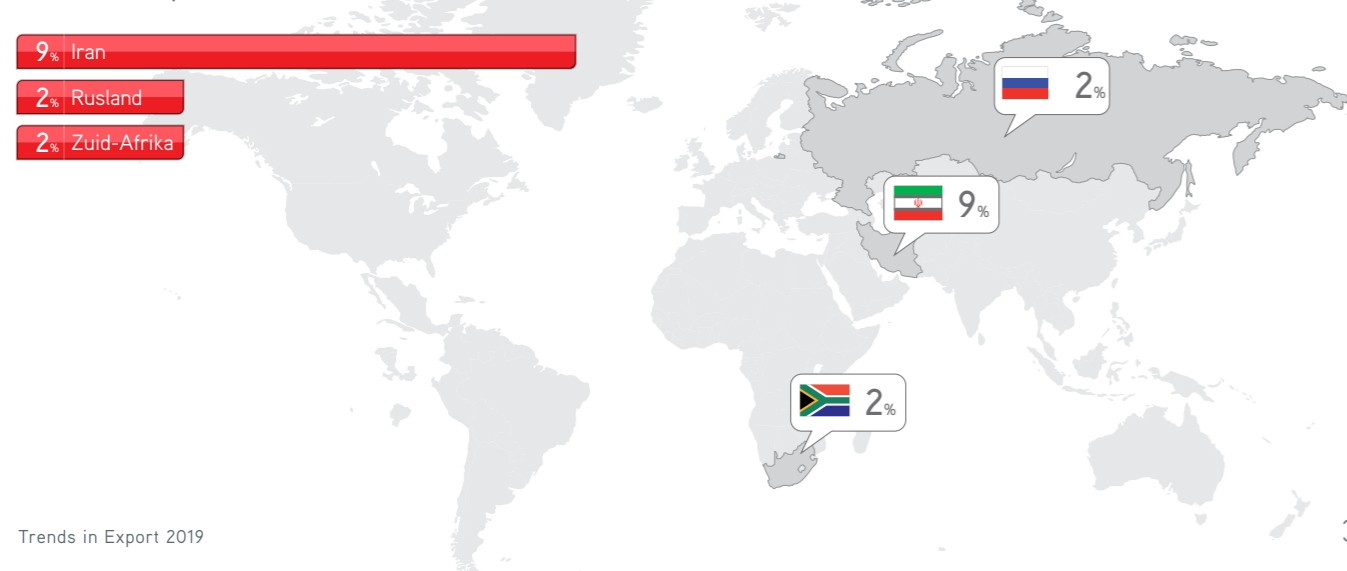 9% Iran
2% Rusland
2% Zuid-Afrika
2%
9%
2%
Trends in Export 2019